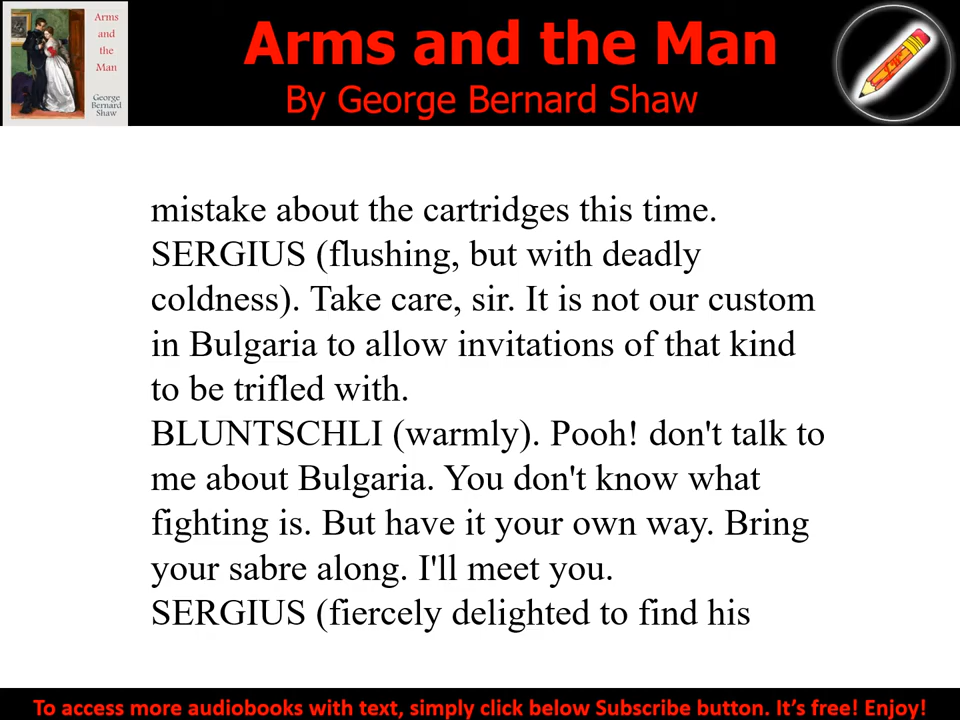 Arms and the Man
By George Bernard Shaw
Arms
and
the
Man
George
Bernard
Shaw
mistake about the cartridges this time.
SERGIUS (flushing, but with deadly
coldness). Take care, sir. It is not our custom
in Bulgaria to allow invitations of that kind
to be trifled with.
BLUNTSCHLI (warmly). Pooh! don't talk to
me about Bulgaria. You don't know what
fighting is. But have it your own way. Bring
your sabre along. I'll meet you.
SERGIUS (fiercely delighted to find his
To access more audiobooks with text, simply click below Subscribe button. It’s free! Enjoy!